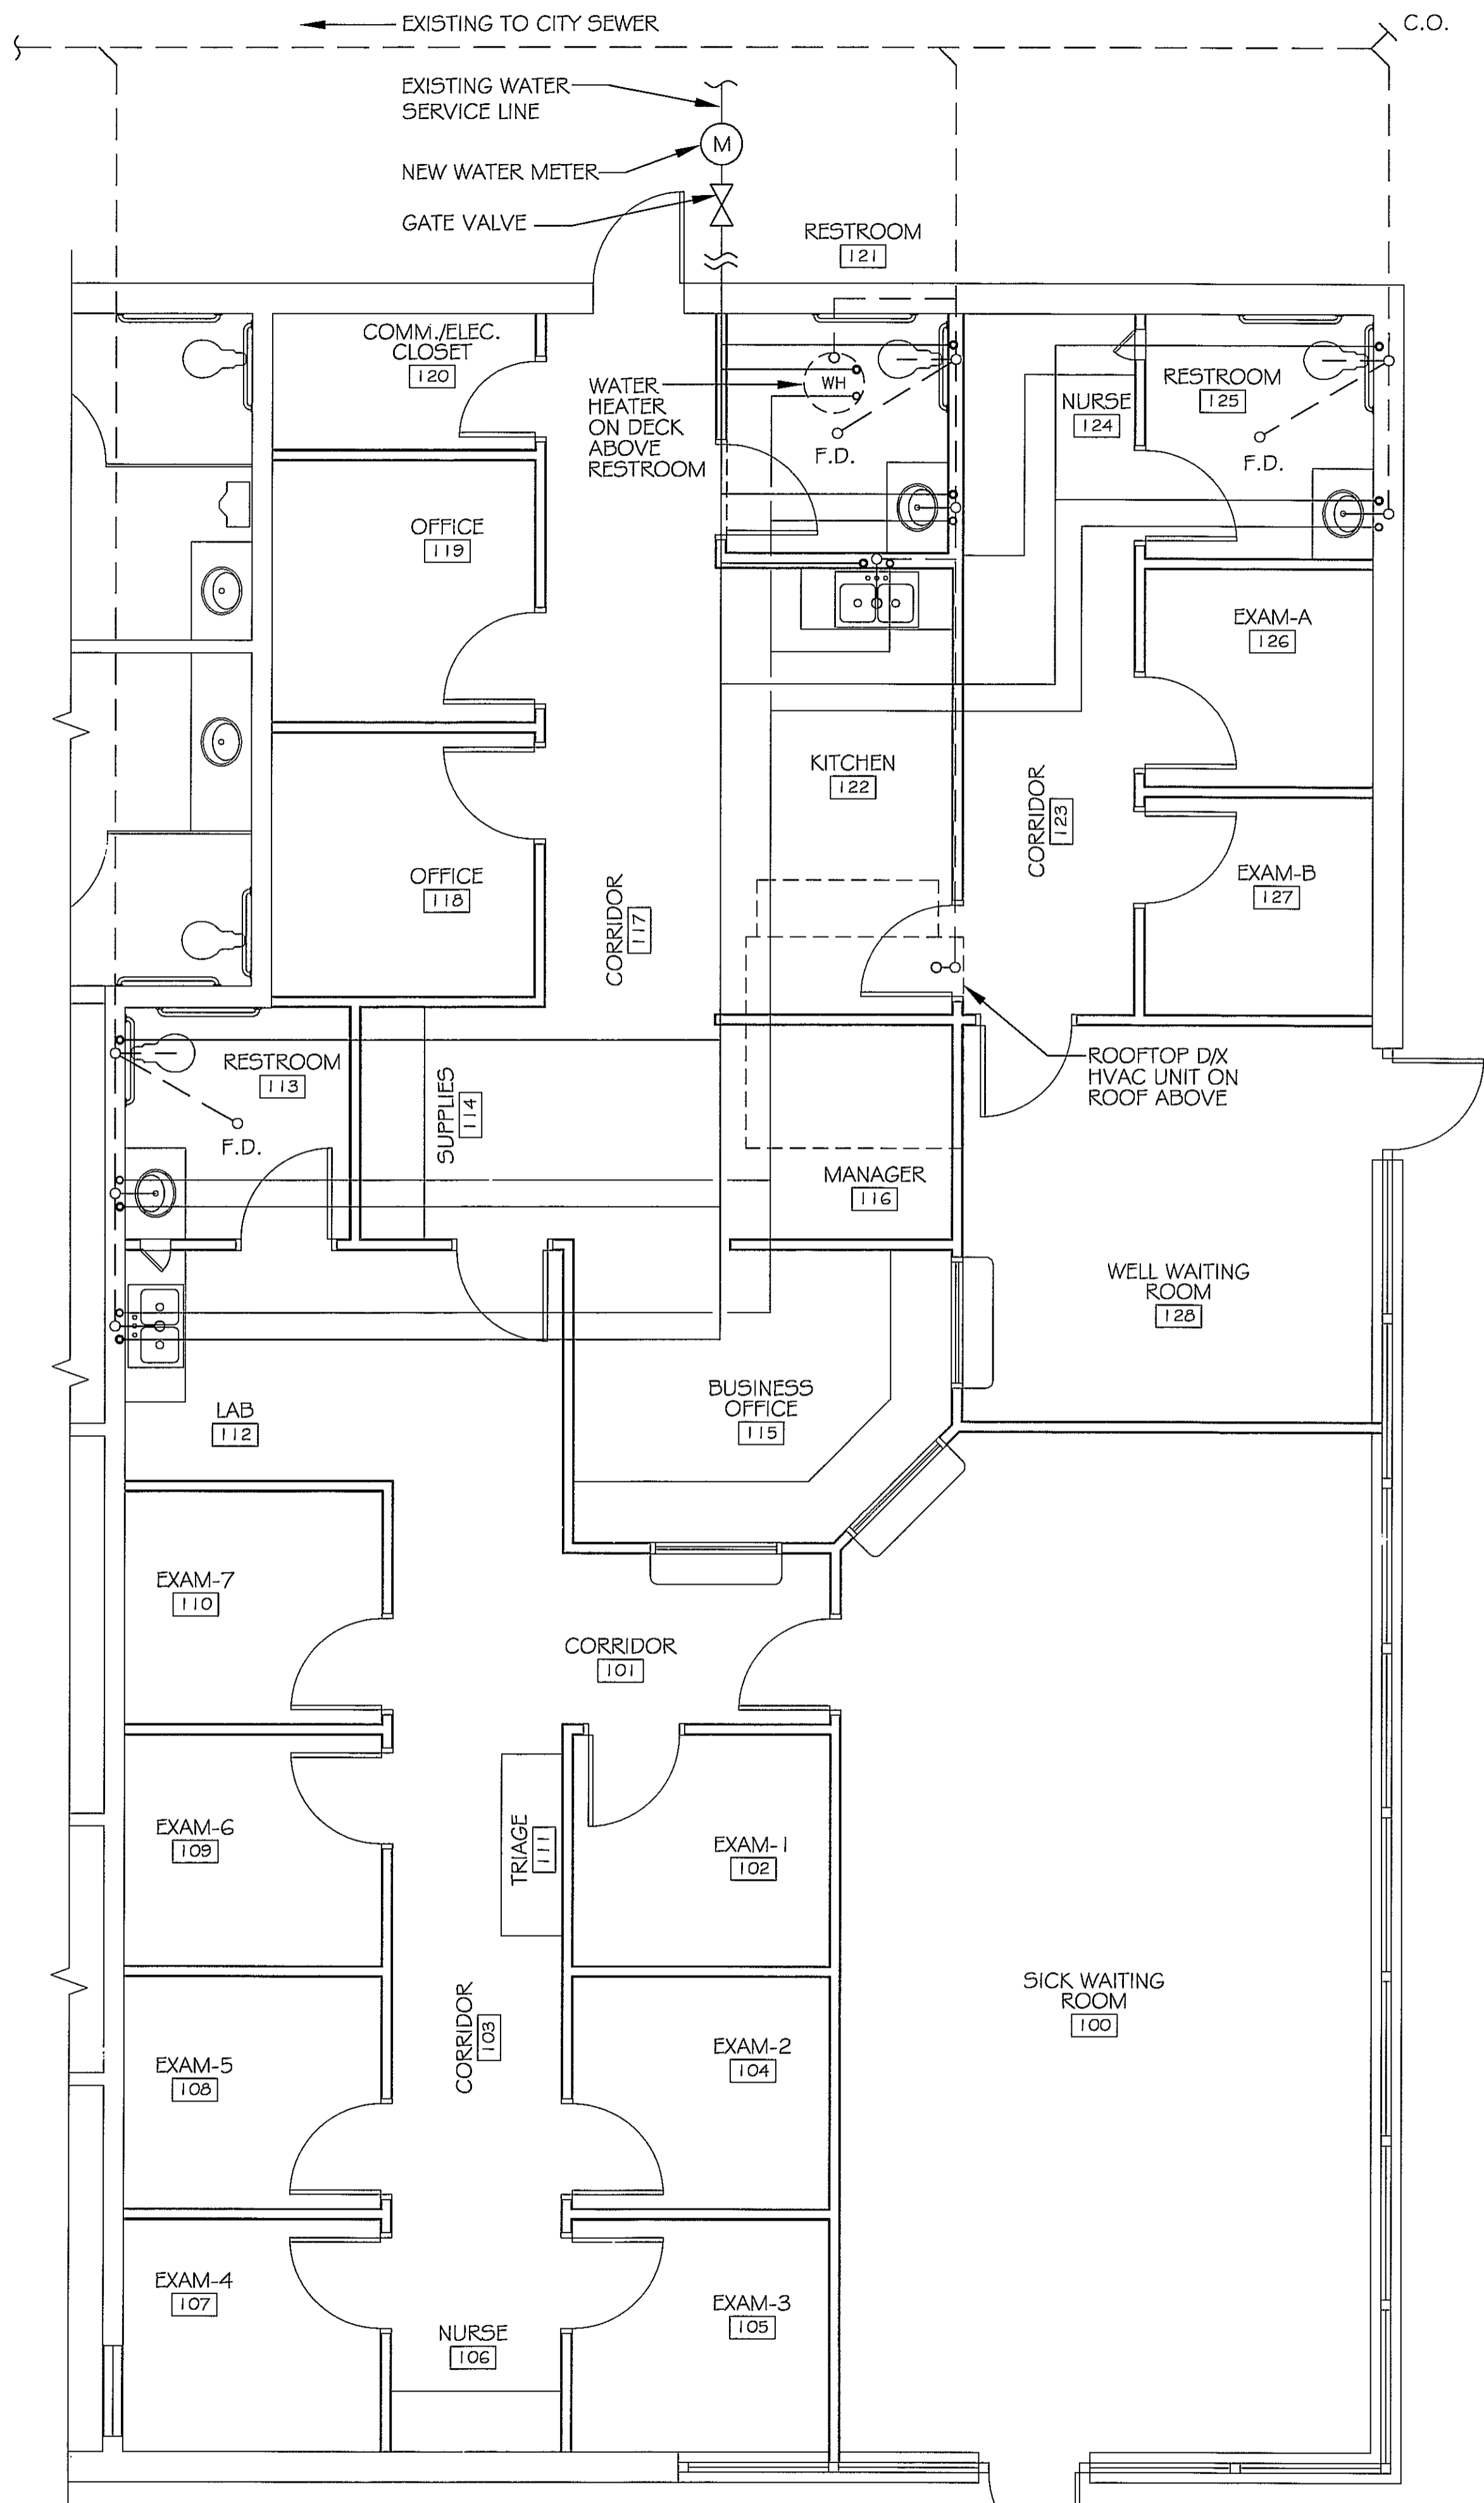 EXISTING TO CITY SEWER
C.O.
EXISTING WATER
SERVICE LINE
M
NEW WATER METER
GATE VALVE
RESTROOM
121
COMM./ELEC.
CLOSET
120
WATER
HEATER
ON DECK
ABOVE
RESTROOM
WH
F.D.
NURSE
124
RESTROOM
125
F.D.
OFFICE
119
EXAM-A
126
KITCHEN
122
CORRIDOR
123
OFFICE
118
EXAM-B
127
CORRIDOR
117
RESTROOM
113
F.D.
SUPPLIES
114
ROOFTOP D/X
HVAC UNIT ON
ROOF ABOVE
MANAGER
116
WELL WAITING
ROOM
128
LAB
112
BUSINESS
OFFICE
115
EXAM-7
110
CORRIDOR
101
EXAM-6
109
TRIAGE
111
EXAM-1
102
CORRIDOR
103
SICK WAITING
ROOM
100
EXAM-5
108
EXAM-2
104
EXAM-4
107
NURSE
106
EXAM-3
105